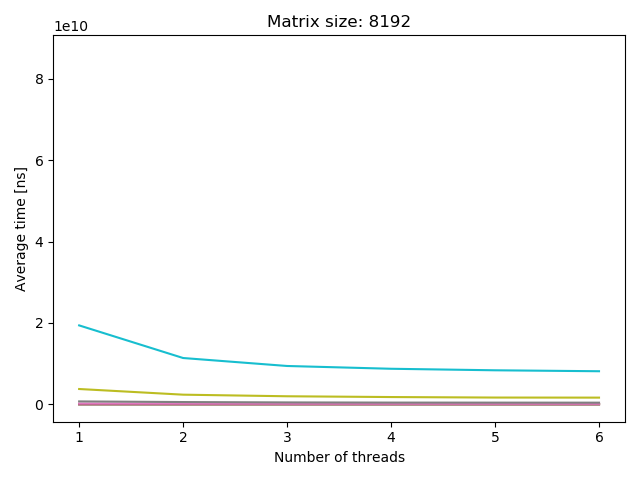 Matrix size: 8192
1e10
8
6
4
2
0
Average time [ns]
1 2 3 4 5 6
Number of threads